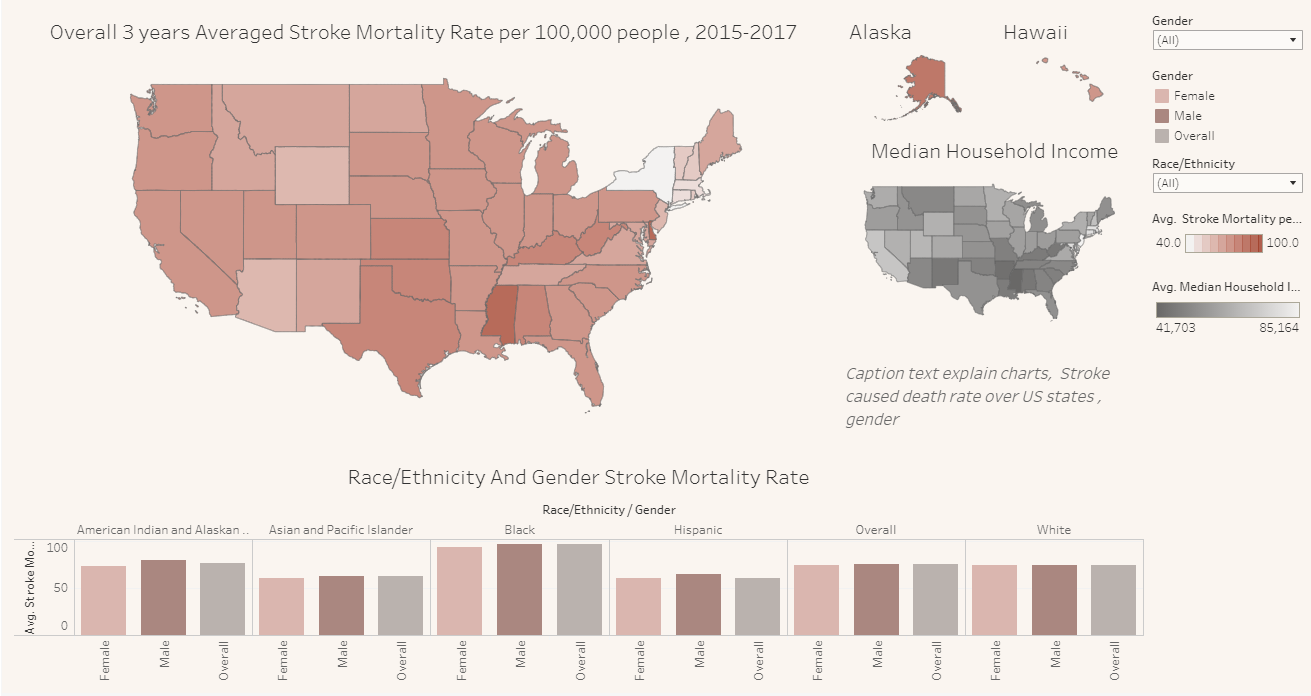 Overall 3 years Averaged Stroke Mortality Rate per 100,000 people , 2015-2017
Alaska
Hawaii
Median Household Income
Caption text explain charts,  Stroke
caused death rate over US states ,
gender
Gender
(All)
Gender
Female
Male
Overall
Race/Ethnicity
(All)
Avg.  Stroke Mortality pe...
40.0 100.0
Avg. Median Household I...
41,703 85,164
Race/Ethnicity And Gender Stroke Mortality Rate
Race/Ethnicity / Gender
American Indian and Alaskan .. Asian and Pacific Islander Black Hispanic Overall White
Avg. Stroke Mo...
100
50
0
Female Male Overall Female Male Overall Female Male Overall Female Male Overall Female Male Overall Female Male Overall